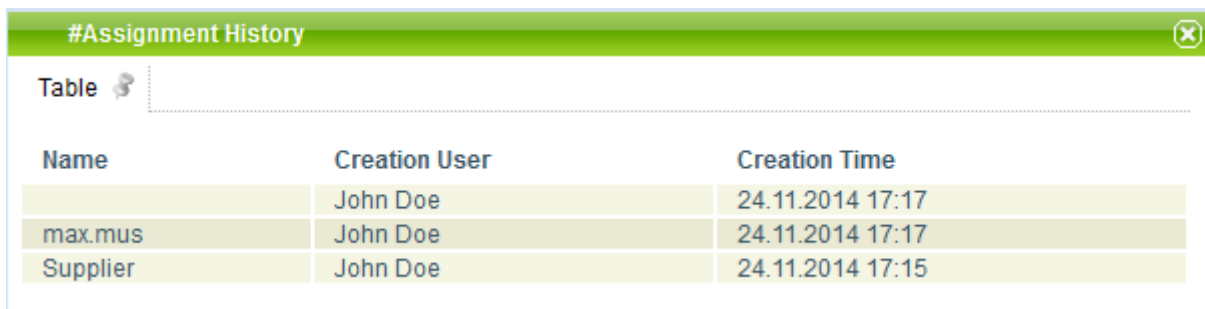 #Assignment History
Table
Name Creation User Creation Time
John Doe 24.11.2014 17:17
max.mus John Doe 24.11.2014 17:17
Supplier John Doe 24.11.2014 17:15